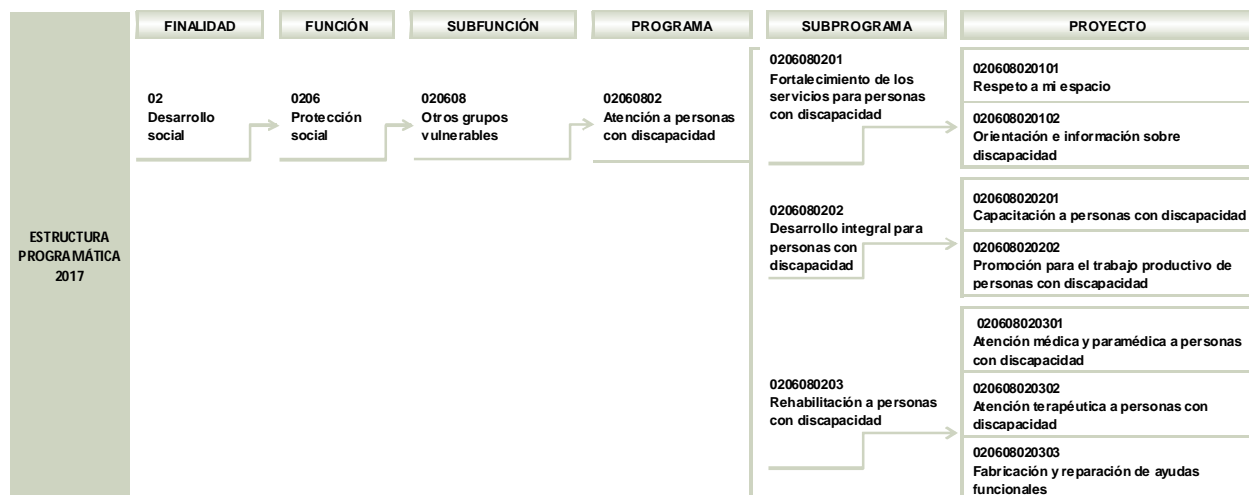 FINALIDAD
FUNCIÓN
SUBFUNCIÓN
PROGRAMA
SUBPROGRAMA
PROYECTO
ESTRUCTURA
PROGRAMÁTICA
2017
02
Desarrollo
social
0206
Protección
social
020608
Otros grupos
vulnerables
02060802
Atención a personas
con discapacidad
0206080201
Fortalecimiento de los
servicios para personas
con discapacidad
020608020101
Respeto a mi espacio
020608020102
Orientación e información sobre
discapacidad
0206080202
Desarrollo integral para
personas con
discapacidad
020608020201
Capacitación a personas con discapacidad
020608020202
Promoción para el trabajo productivo de
personas con discapacidad
0206080203
Rehabilitación a personas
con discapacidad
020608020301
Atención médica y paramédica a personas
con discapacidad
020608020302
Atención terapéutica a personas con
discapacidad
020608020303
Fabricación y reparación de ayudas
funcionales